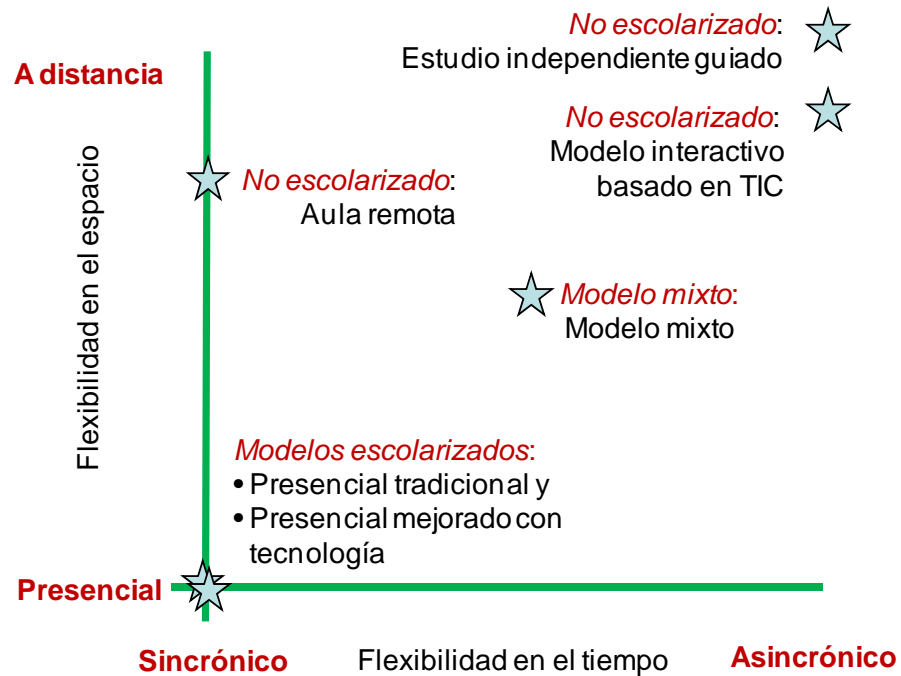 No escolarizado:
Estudio independiente guiado
A distancia
No escolarizado:
Modelo interactivo
basado en TIC
No escolarizado:
Aula remota
Flexibilidad en el espacio
Modelo mixto:
Modelo mixto
Modelos escolarizados:
• Presencial tradicional y
• Presencial mejorado con
tecnología
Presencial
Sincrónico
Flexibilidad en el tiempo
Asincrónico